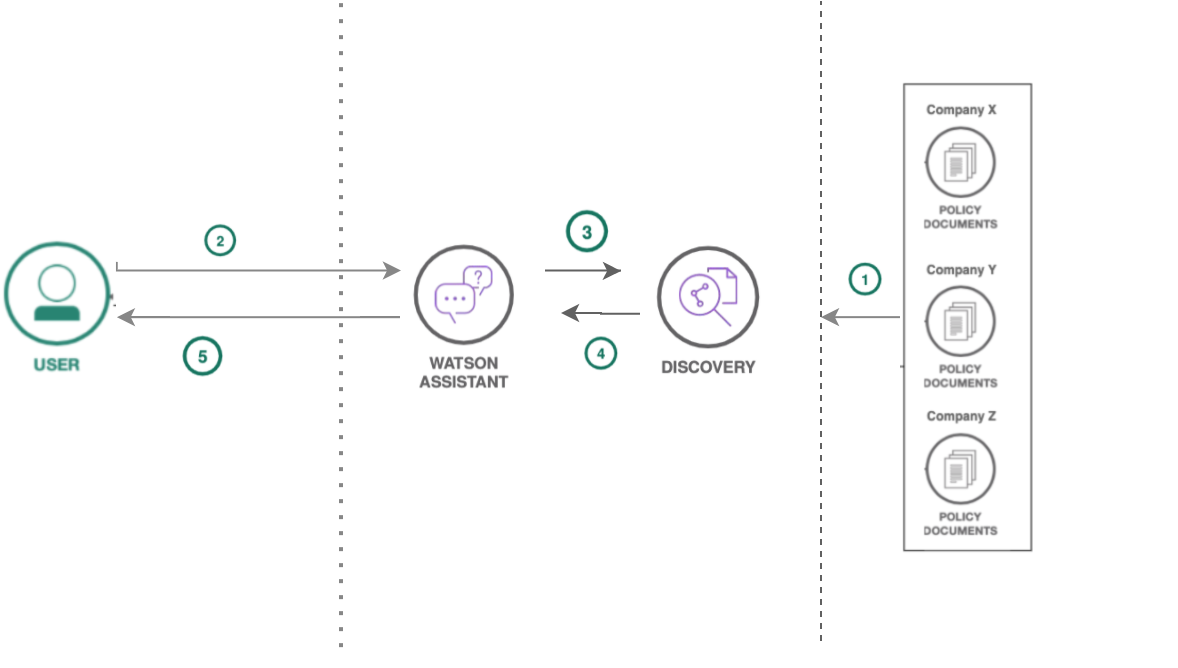 2
5
USER
WATSON
ASSISTANT
?
3
4
DISCOVERY
1
Company X
POLICY
DOCUMENTS
Company Y
POLICY
DOCUMENTS
Company Z
POLICY
DOCUMENTS